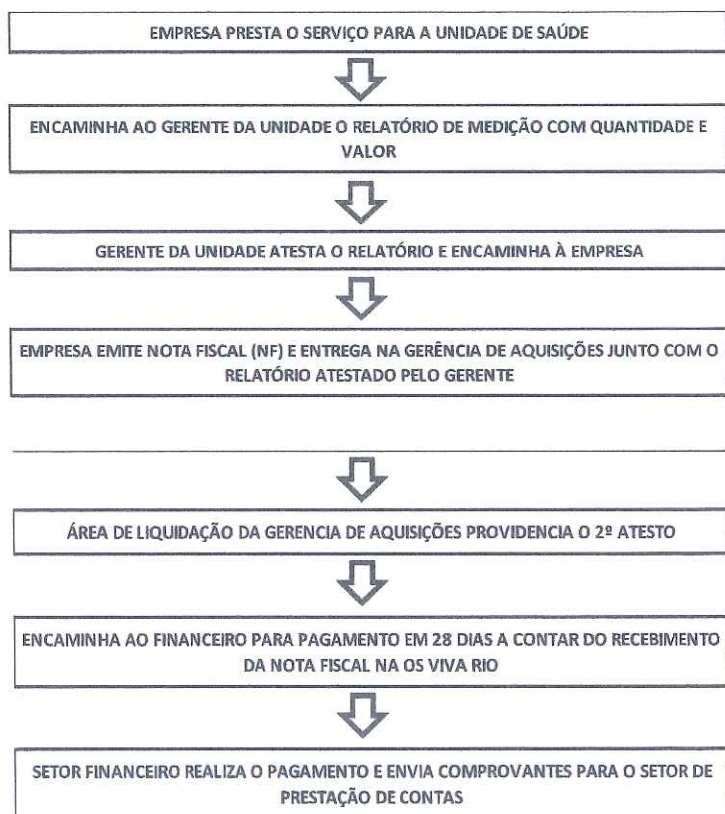 EMPRESA PRESTA O SERVIÇO PARA A UNIDADE DE SAÚDE
ENCAMINHA AO GERENTE DA UNIDADE O RELATÓRIO DE MEDIÇÃO COM QUANTIDADE E
VALOR
GERENTE DA UNIDADE ATESTA O RELATÓRIO E ENCAMINHA À EMPRESA
EMPRESA EMITE NOTA FISCAL (NF) E ENTREGA NA GERÊNCIA DE AQUISIÇÕES JUNTO COM O
RELATÓRIO ATESTADO PELO GERENTE
ÁREA DE LIQUIDAÇÃO DA GERENCIA DE AQUISIÇÕES PROVIDENCIA O 2º ATESTO
ENCAMINHA AO FINANCEIRO PARA PAGAMENTO EM 28 DIAS A CONTAR DO RECEBIMENTO
DA NOTA FISCAL NA OS VIVA RIO
SETOR FINANCEIRO REALIZA O PAGAMENTO E ENVIA COMPROVANTES PARA O SETOR DE
PRESTAÇÃO DE CONTAS